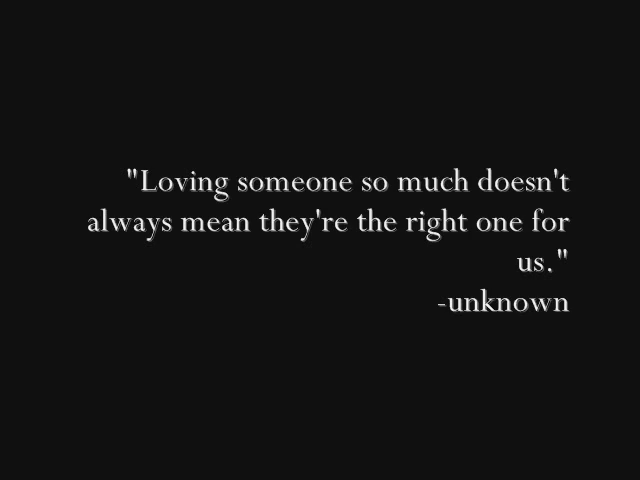 "Loving someone so much doesn't
always mean they're the right one for
us."
-unknown